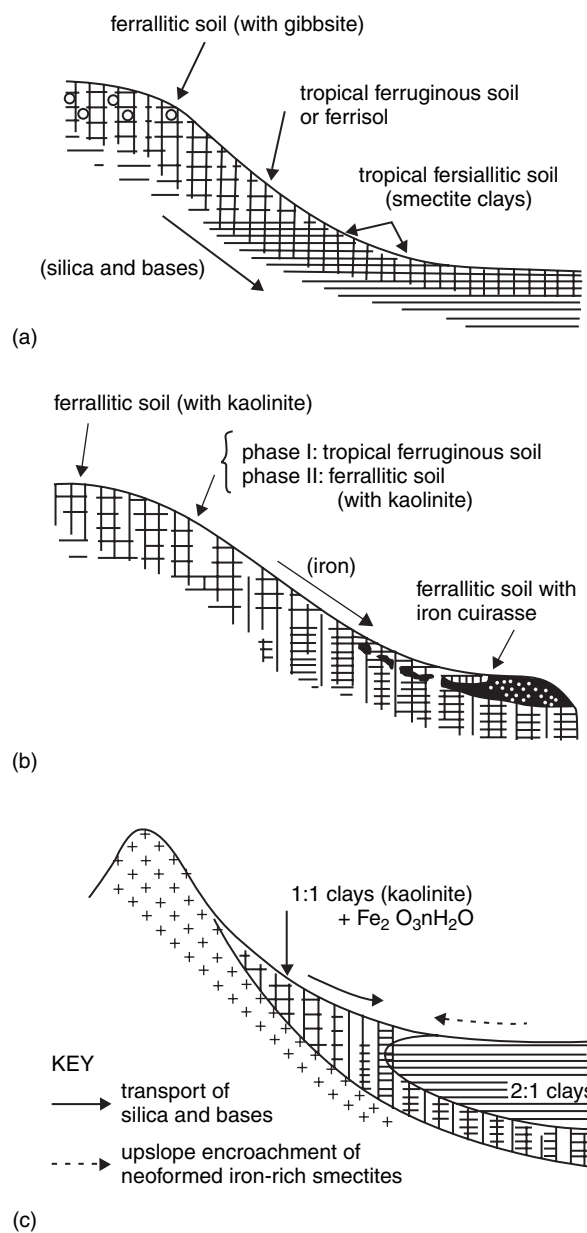 ferrallitic soil (with gibbsite)
tropical ferruginous soil
or ferrisol
tropical fersiallitic soil
(smectite clays)
(silica and bases)
(a)
ferrallitic soil (with kaolinite)
phase I: tropical ferruginous soil
phase II: ferrallitic soil
(with kaolinite)
(iron)
ferrallitic soil with
iron cuirasse
(b)
1:1 clays (kaolinite)
+ Fe₂ O₃nH₂O
KEY
transport of
silica and bases
2:1 clays
upslope encroachment of
neoformed iron-rich smectites
(c)